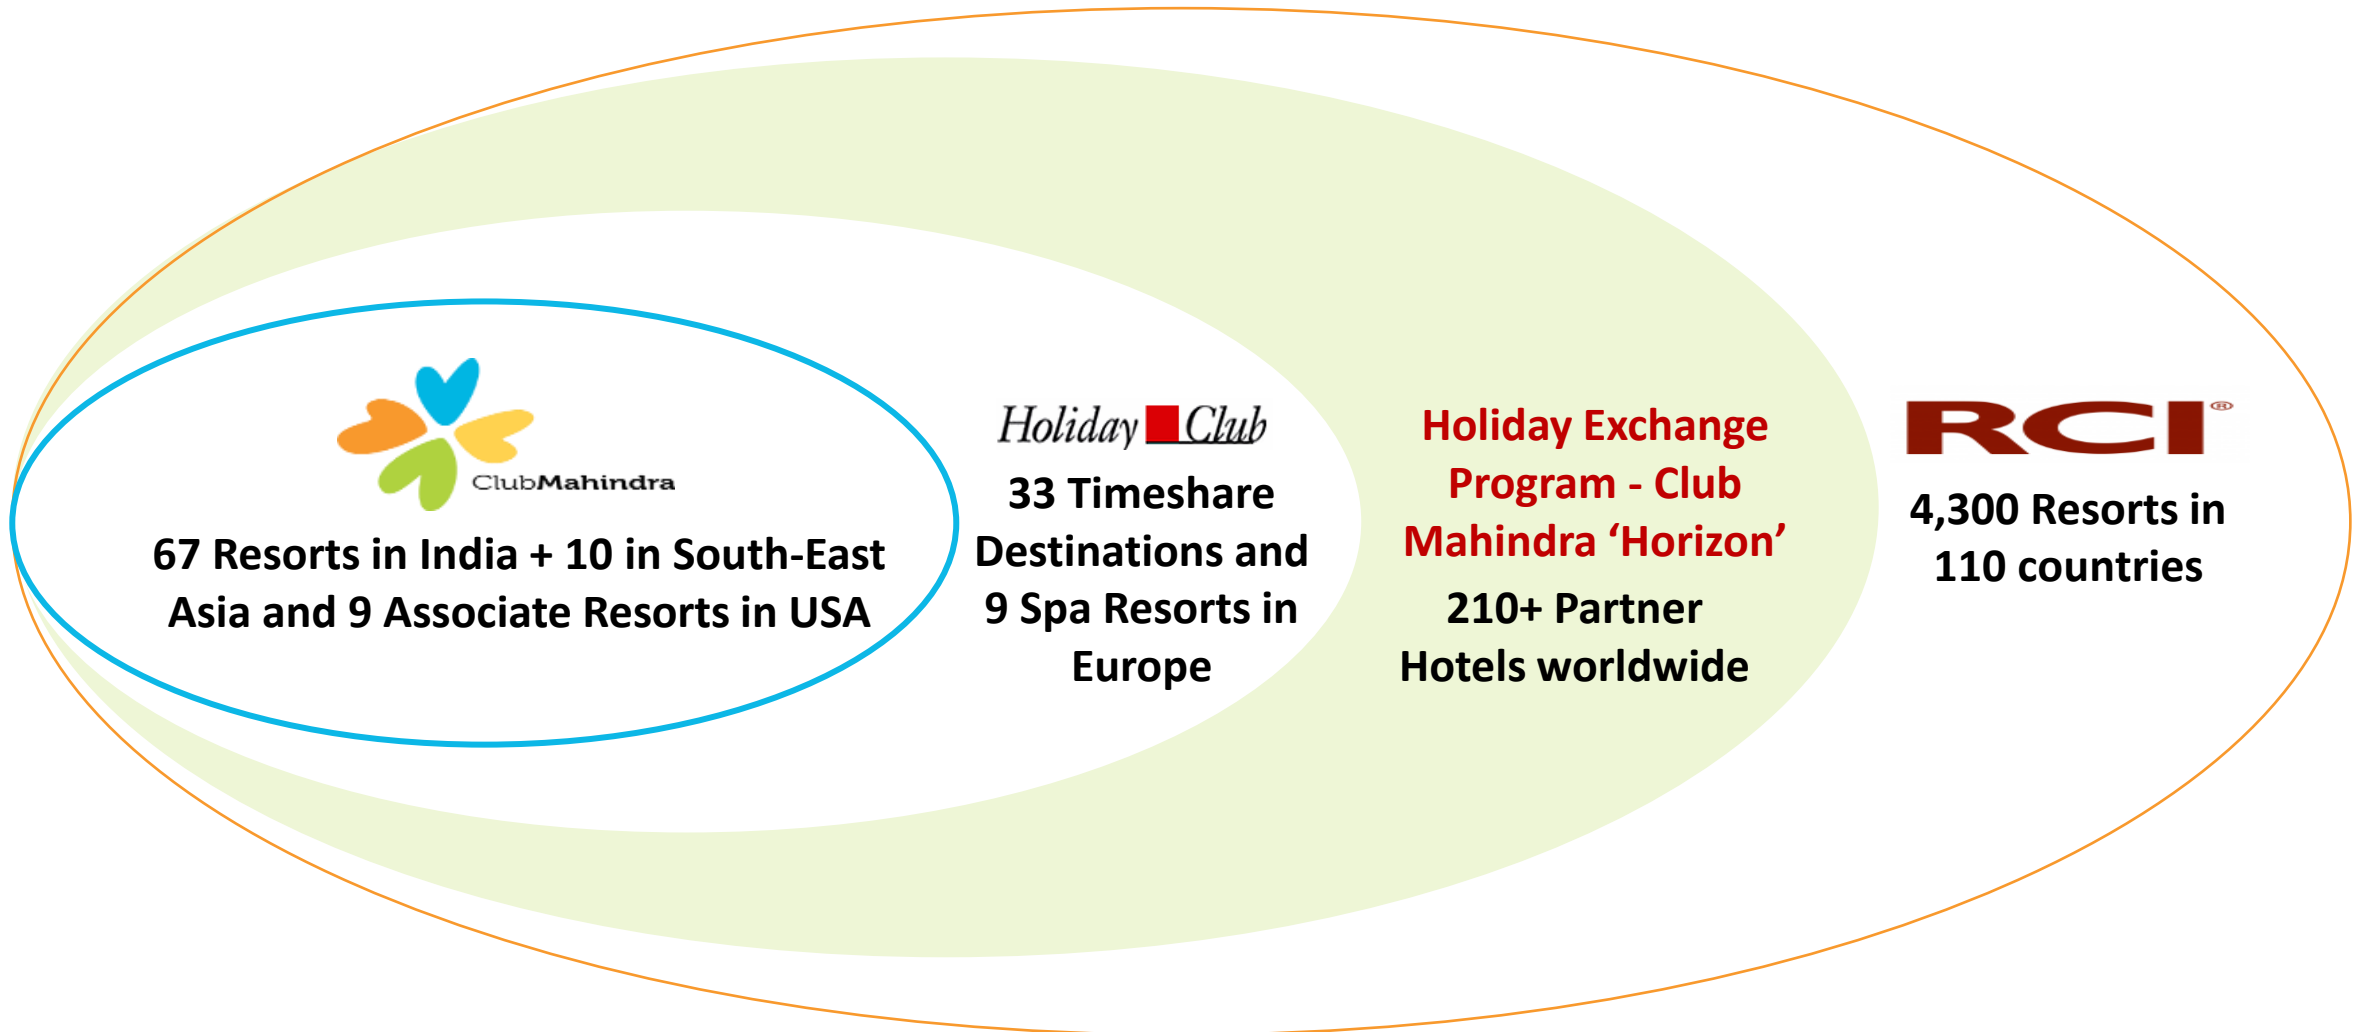 ClubMahindra
67 Resorts in India + 10 in South-East
Asia and 9 Associate Resorts in USA
Holiday Club
33 Timeshare
Destinations and
9 Spa Resorts in
Europe
Holiday Exchange
Program - Club
Mahindra ‘Horizon’
210+ Partner
Hotels worldwide
RCI®
4,300 Resorts in
110 countries